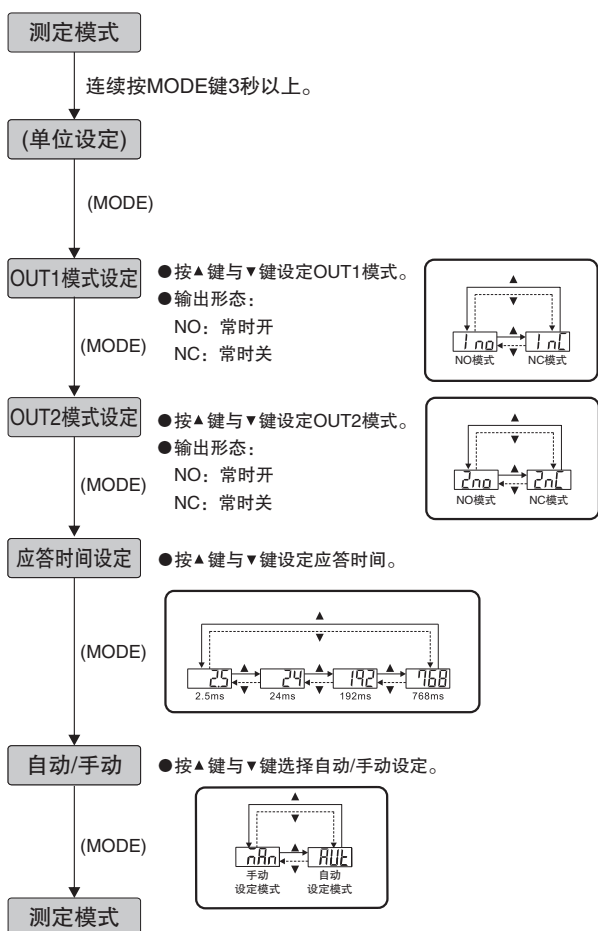 测定模式
连续按MODE键3秒以上。
(单位设定)
(MODE)
OUT1模式设定
●按▲键与▼键设定OUT1模式。
●输出形态：
NO：常时开
NC：常时关
(MODE)
▲
▼
1no ▲ ▼ 1nC
NO模式 NC模式
OUT2模式设定
●按▲键与▼键设定OUT2模式。
●输出形态：
NO：常时开
NC：常时关
(MODE)
▲
▼
2no ▲ ▼ 2nC
NO模式 NC模式
应答时间设定
●按▲键与▼键设定应答时间。
(MODE)
▲
▼
2.5 ▲ ▼ 24 ▲ ▼ 192 ▲ ▼ 768
2.5ms 24ms 192ms 768ms
自动/手动
●按▲键与▼键选择自动/手动设定。
(MODE)
▲
▼
nAn ▲ ▼ AUt
手动 自动
设定模式 设定模式
测定模式